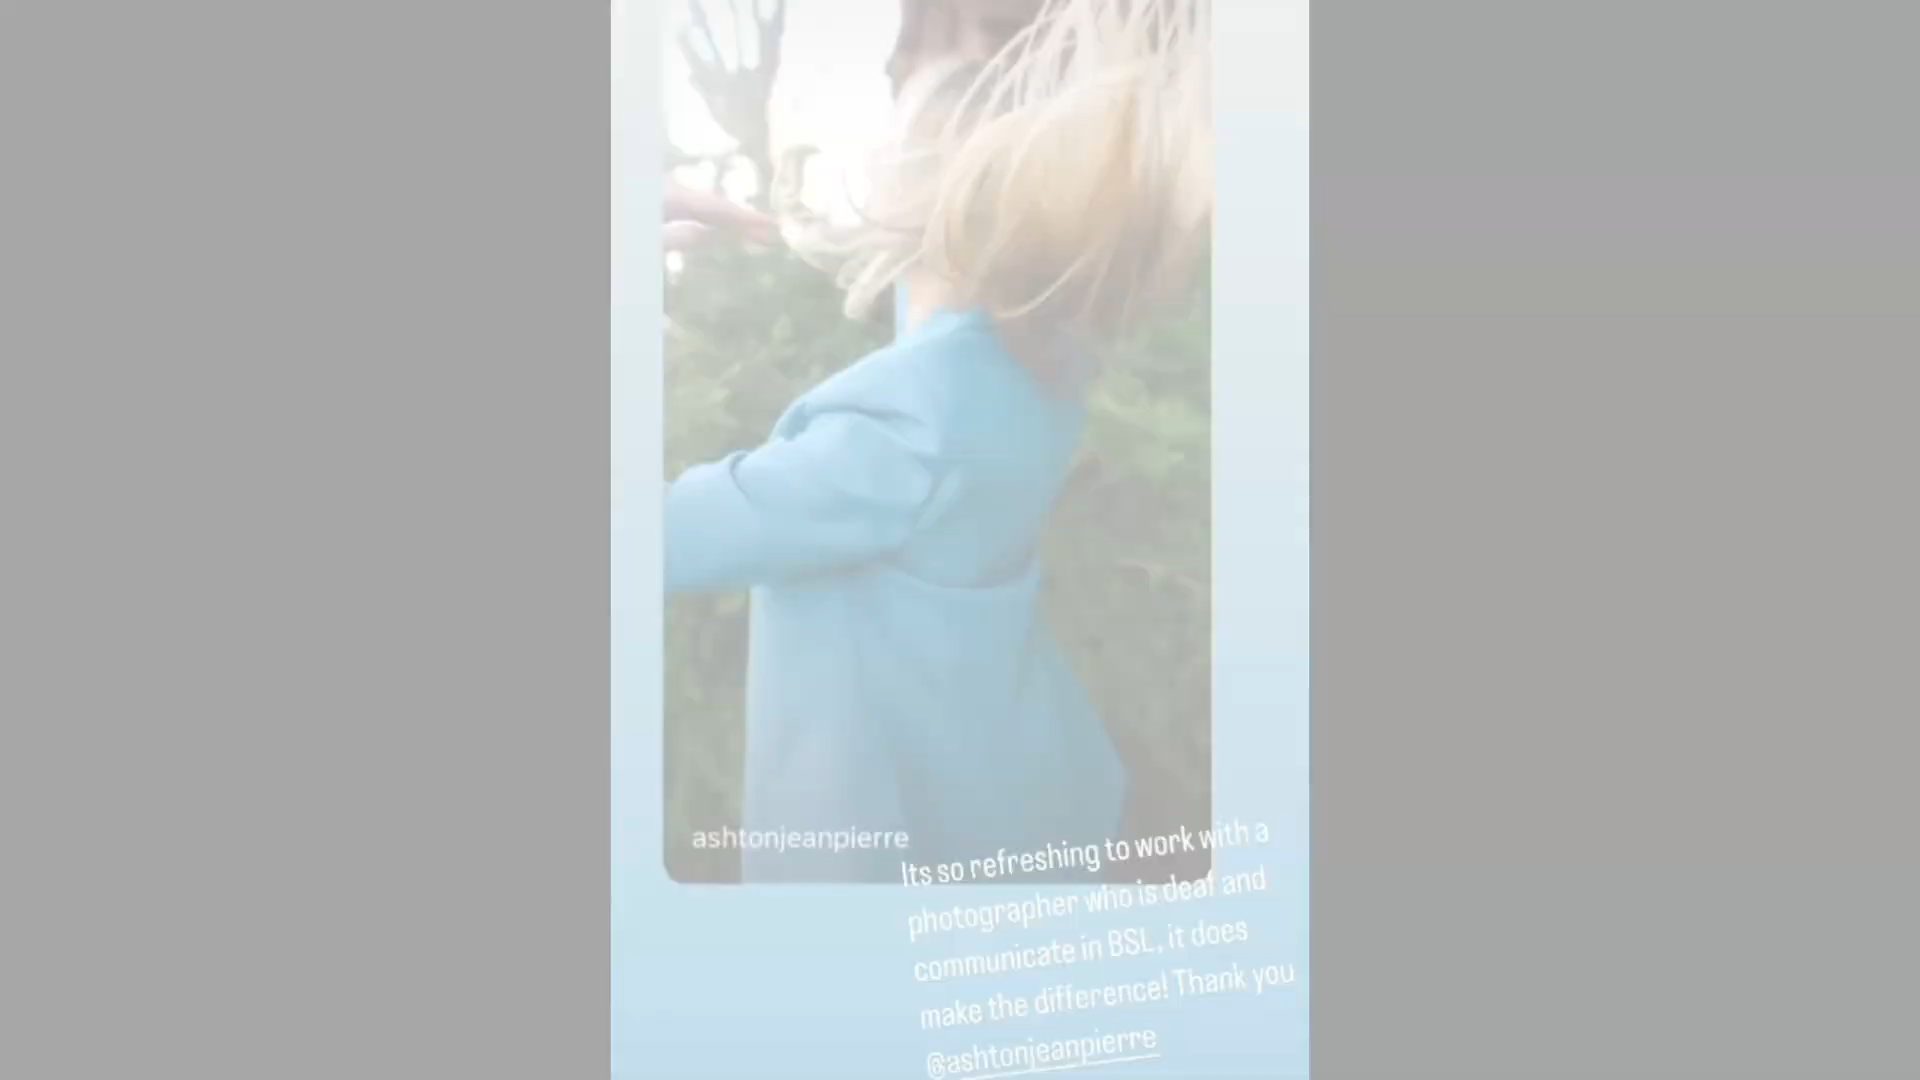 ashtonjeanpierre
Its so refreshing to work with a
photographer who is deaf and
communicate in BSL, it does
make the difference! Thank you
@ashtonjeanpierre